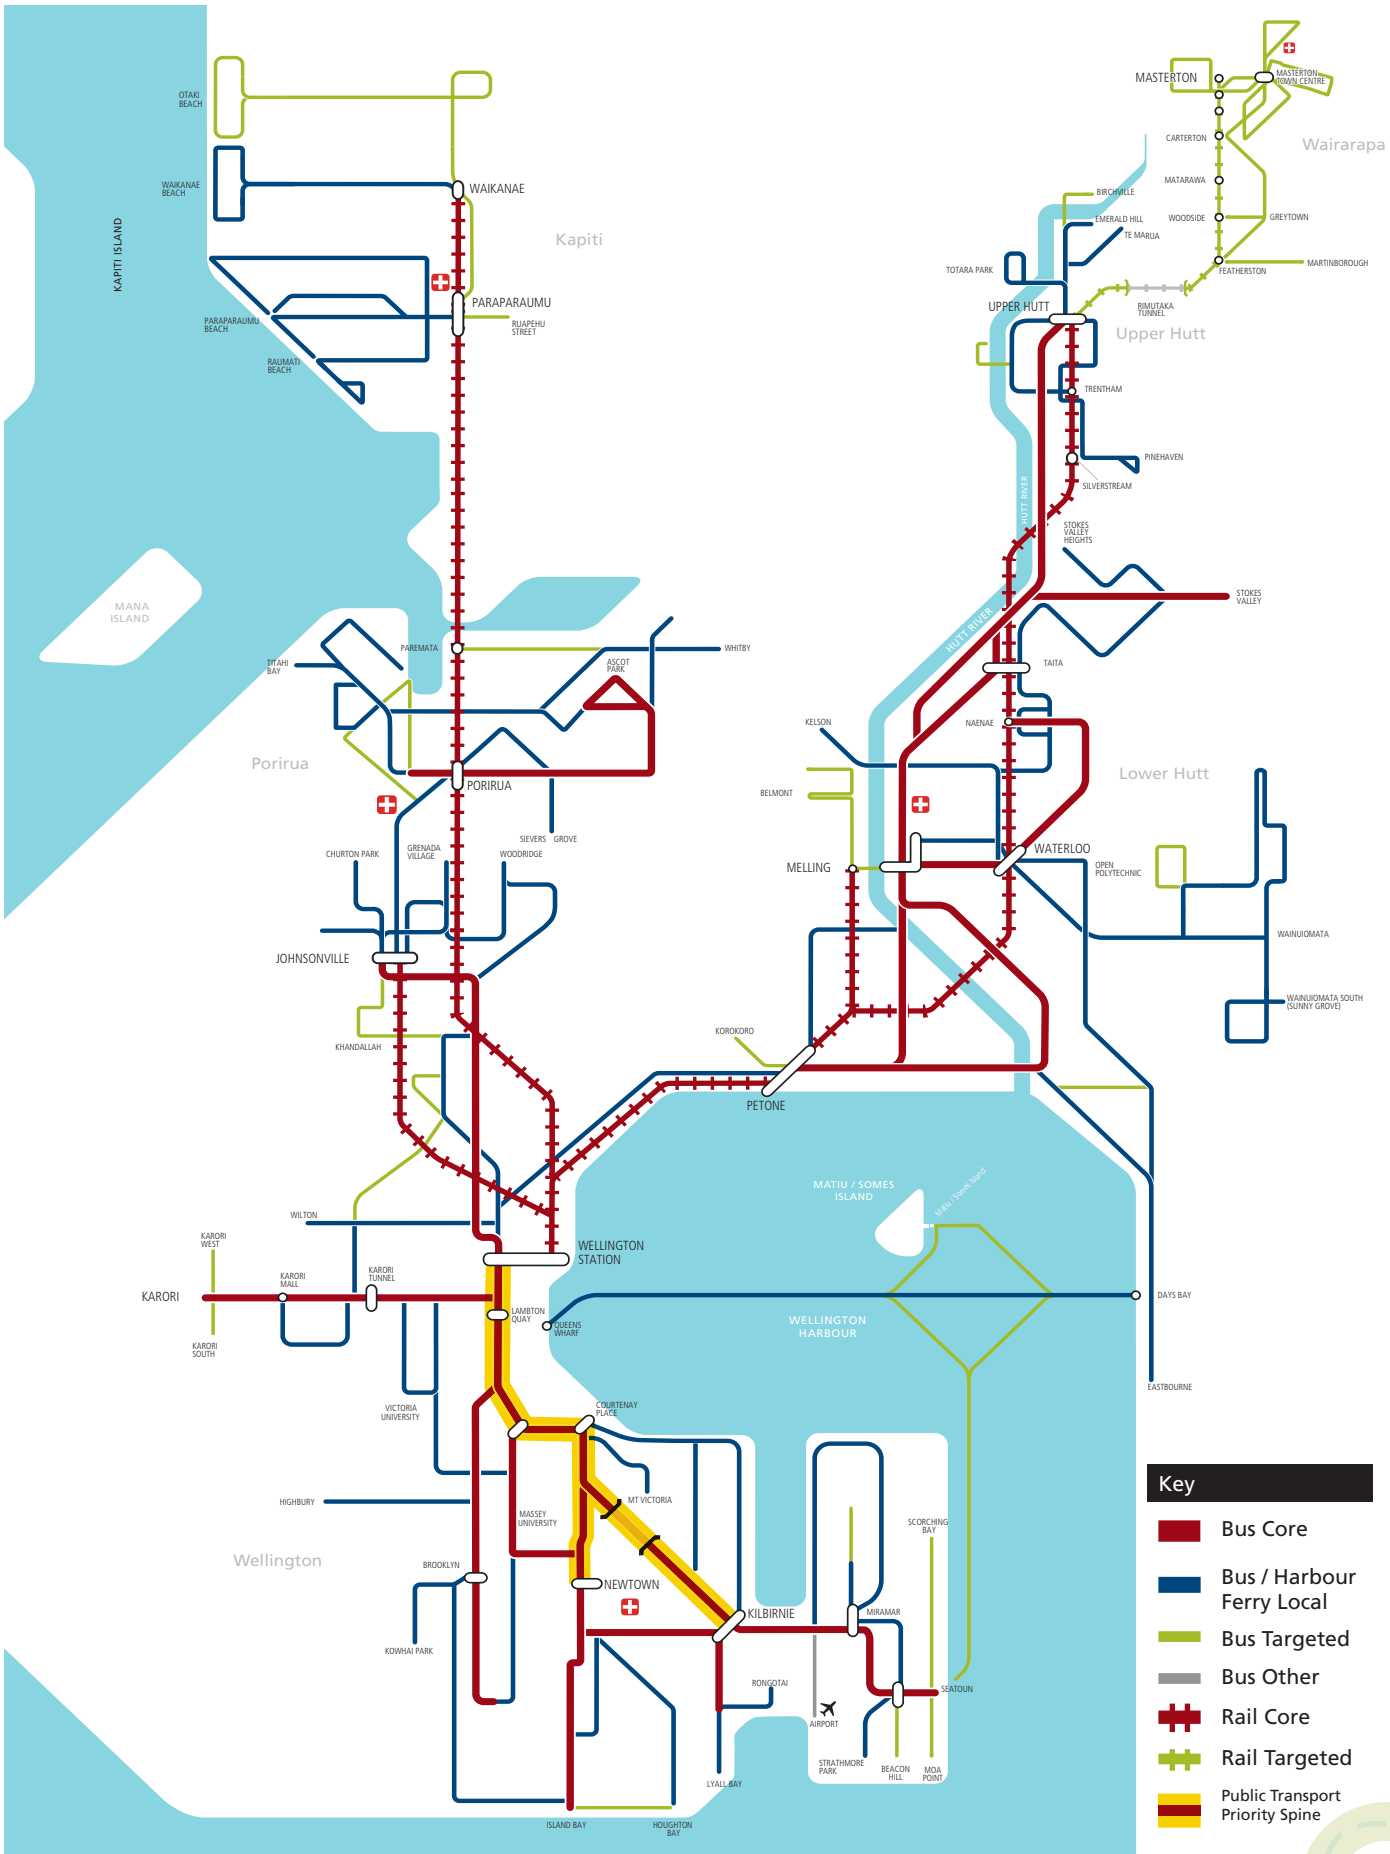 OTAKI
BEACH
WAIKANAE
BEACH
WAIKANAE
KAPITI ISLAND
Kapiti
PARAPARAUMU
RUAPEHU
STREET
PARAPARAUMU
BEACH
RAUMATI
BEACH
MASTERTON
MASTERTON
TOWN CENTRE
CARTERTON
Wairarapa
MATARAWA
WOODSIDE
GREYTOWN
FEATHERSTON
MARTINBOROUGH
RIMUTAKA
TUNNEL
BIRCHVILLE
EMERALD HILL
TE MARUA
TOTARA PARK
UPPER HUTT
Upper Hutt
TRENTHAM
PINEHAVEN
SILVERSTREAM
HUTT RIVER
STOKES
VALLEY
HEIGHTS
STOKES
VALLEY
HUTT RIVER
MANA
ISLAND
PAREMATA
TITAHI
BAY
ASCOT
PARK
WHITBY
TAITA
NAENAE
KELSON
Porirua
PORIRUA
Lower Hutt
BELMONT
SIEVERS GROVE
CHURTON PARK
GRENADA
VILLAGE
WOODRIDGE
MELLING
WATERLOO
OPEN
POLYTECHNIC
WAINUIOMATA
JOHNSONVILLE
WAINUIOMATA SOUTH
(SUNNY GROVE)
KHANDALLAH
KOROKORO
PETONE
MATIU / SOMES
ISLAND
Matiu / Somes Island
WILTON
KARORI
WEST
WELLINGTON
STATION
KARORI
MALL
KARORI
TUNNEL
KARORI
LAMBTON
QUAY
QUEENS
WHARF
DAYS BAY
WELLINGTON
HARBOUR
KARORI
SOUTH
EASTBOURNE
VICTORIA
UNIVERSITY
COURTENAY
PLACE
HIGHBURY
MT VICTORIA
MASSEY
UNIVERSITY
SCORCHING
BAY
Wellington
BROOKLYN
NEWTOWN
KILBIRNIE
MIRAMAR
KOWHAI PARK
RONGOTAI
SEATOUN
AIRPORT
STRATHMORE
PARK
BEACON
HILL
MOA
POINT
LYALL BAY
ISLAND BAY
HOUGHTON
BAY
Key
Bus Core
Bus / Harbour
Ferry Local
Bus Targeted
Bus Other
Rail Core
Rail Targeted
Public Transport
Priority Spine